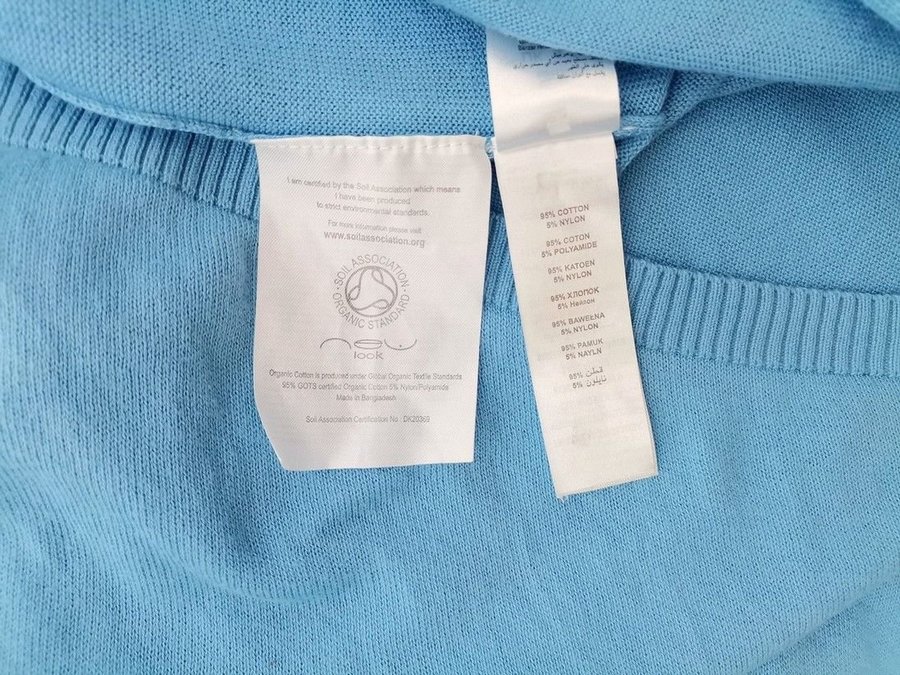 I am certified by the Soil Association which means
I have been produced
to strict environmental standards.
For more information please visit
www.soilassociation.org
SOIL ASSOCIATION
ORGANIC STANDARD
new
look
Organic Cotton is produced under Global Organic Textile Standards
95% GOTS certified Organic Cotton 5% Nylon/Polyamide
Made in Bangladesh
Soil Association Certification No : DK20369
95% COTTON
5% NYLON
95% COTON
5% POLYAMIDE
95% KATOEN
5% NYLON
95% ХЛОПОК
5% Нейлон
95% BAWEŁNA
5% NYLON
95% PAMUK
5% NAYLN
95% قطن
5% نايلون